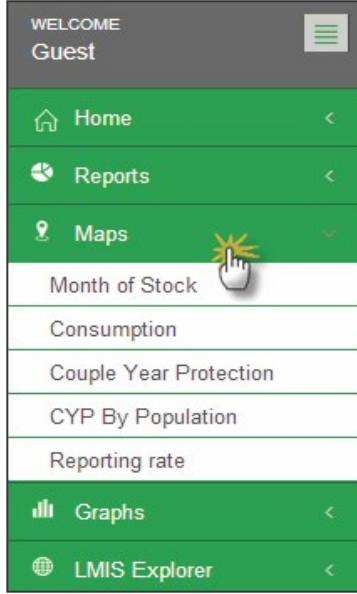 WELCOME
Guest
Home
Reports
Maps
Month of Stock
Consumption
Couple Year Protection
CYP By Population
Reporting rate
Graphs
LMIS Explorer